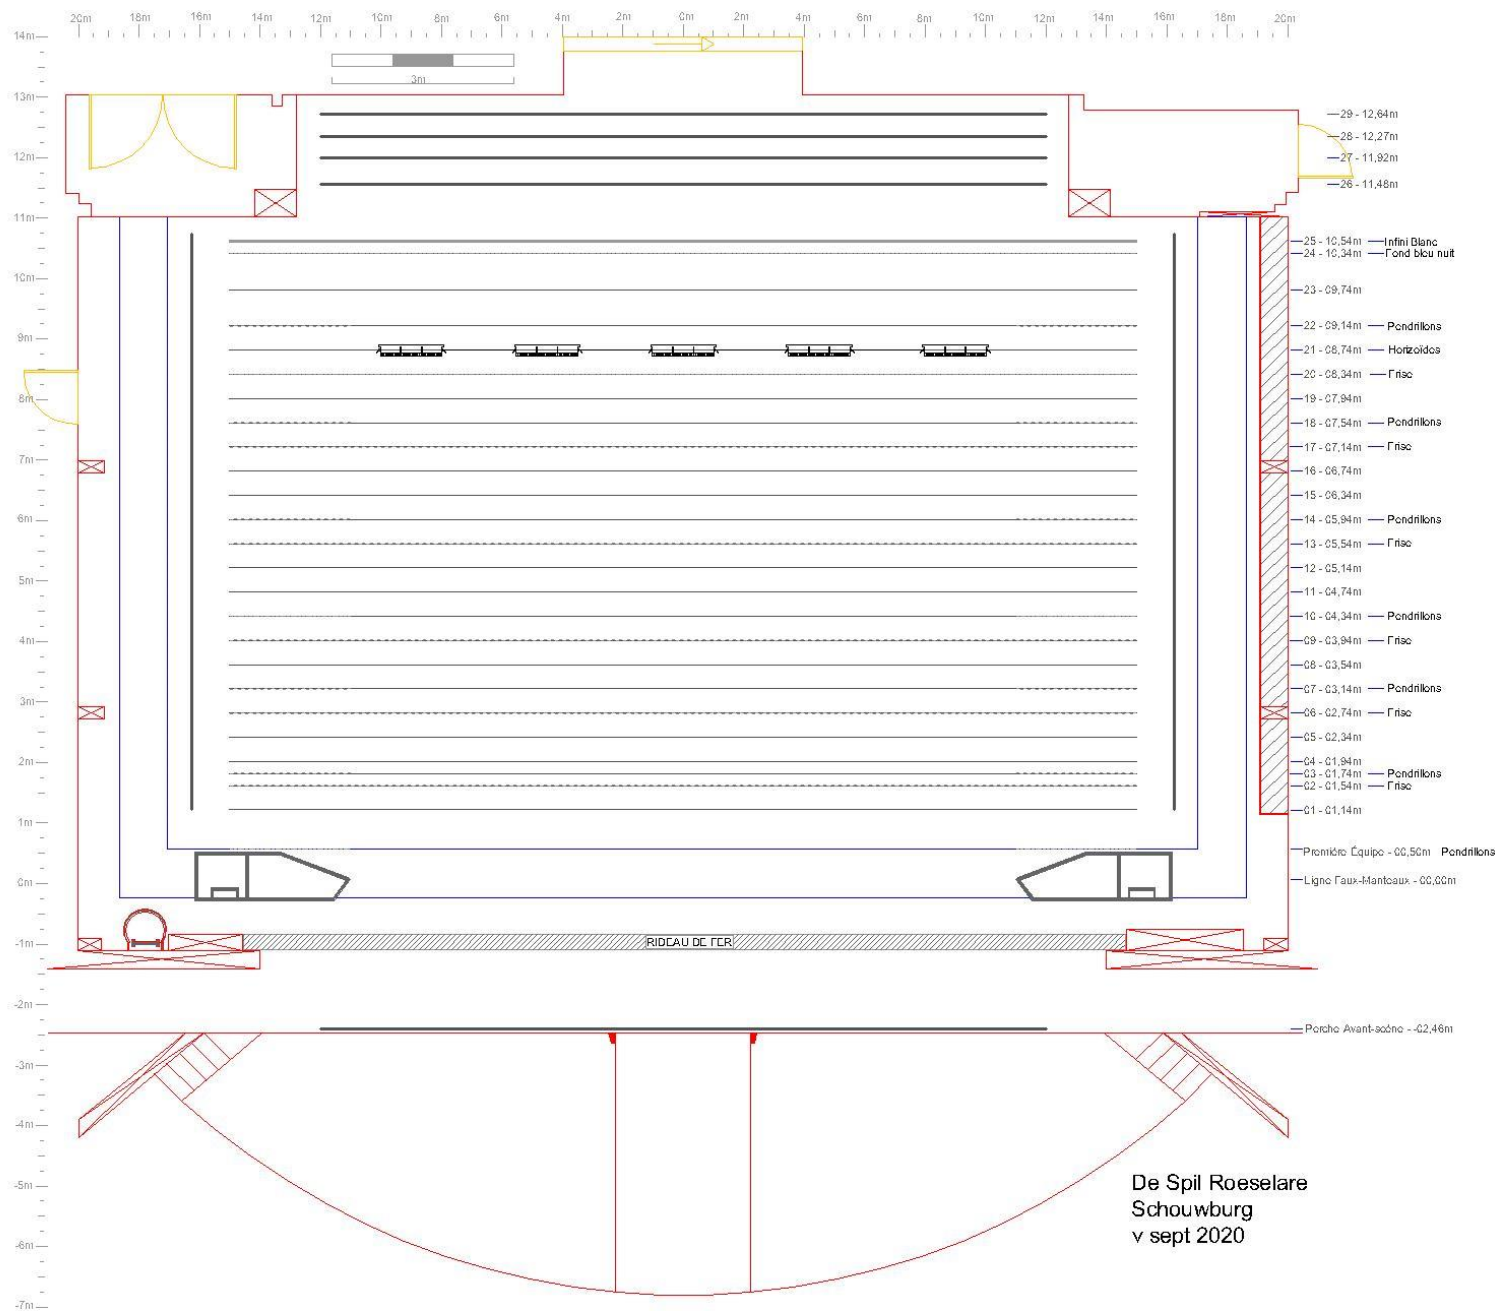 20m 18m 16m 14m 12m 10m 8m 6m 4m 2m 0m 2m 4m 6m 8m 10m 12m 14m 16m 18m 20m
14m
3m
13m
29 - 12,64m
28 - 12,27m
12m
27 - 11,92m
26 - 11,48m
11m
25 - 10,54m Infini Blanc
24 - 10,34m Fond bleu nuit
10m
23 - 09,74m
22 - 09,14m Pendrillons
9m
21 - 08,74m Horizoïdes
20 - 08,34m Frise
8m
19 - 07,94m
18 - 07,54m Pendrillons
17 - 07,14m Frise
7m
16 - 06,74m
15 - 06,34m
6m
14 - 05,94m Pendrillons
13 - 05,54m Frise
12 - 05,14m
5m
11 - 04,74m
10 - 04,34m Pendrillons
4m
09 - 03,94m Frise
08 - 03,54m
07 - 03,14m Pendrillons
3m
06 - 02,74m Frise
05 - 02,34m
2m
04 - 01,94m
03 - 01,74m Pendrillons
02 - 01,54m Frise
01 - 01,14m
1m
Première Équipe - 00,50m Pendrillons
0m
Ligne Faux-Manteaux - 00,00m
-1m
RIDEAU DE FER
-2m
Perche Avant-scène - -02,46m
-3m
-4m
-5m
De Spil Roeselare
Schouwburg
v sept 2020
-6m
-7m